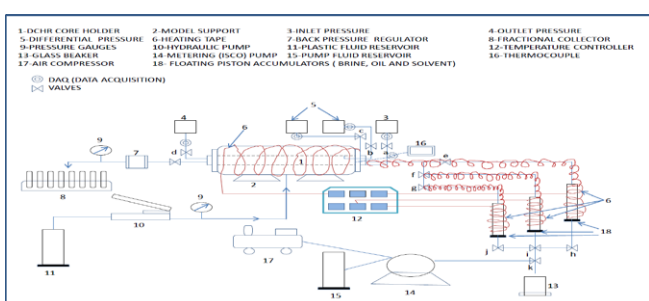 1-DCHR CORE HOLDER 2-MODEL SUPPORT 3-INLET PRESSURE 4-OUTLET PRESSURE
5-DIFFERENTIAL PRESSURE 6-HEATING TAPE 7-BACK PRESSURE REGULATOR 8-FRACTIONAL COLLECTOR
9-PRESSURE GAUGES 10-HYDRAULIC PUMP 11-PLASTIC FLUID RESERVOIR 12-TEMPERATURE CONTROLLER
13-GLASS BEAKER 14-METERING (ISCO) PUMP 15-PUMP FLUID RESERVOIR 16-THERMOCOUPLE
17-AIR COMPRESSOR 18- FLOATING PISTON ACCUMULATORS ( BRINE, OIL AND SOLVENT)
DAQ (DATA ACQUISITION)
VALVES
4 5 3
9 6 c 16
7 d b a e
1
f
2 g
8 9 6
10 12 18
j i h
17 k
11 15 14 13